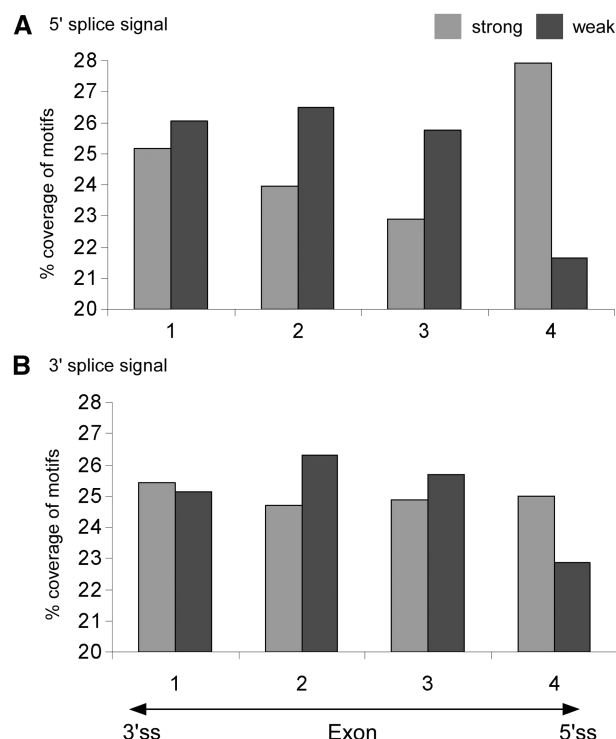 A 5' splice signal
strong weak
% coverage of motifs
28
27
26
25
24
23
22
21
20
1 2 3 4
B 3' splice signal
% coverage of motifs
28
27
26
25
24
23
22
21
20
1 2 3 4
3'ss Exon 5'ss